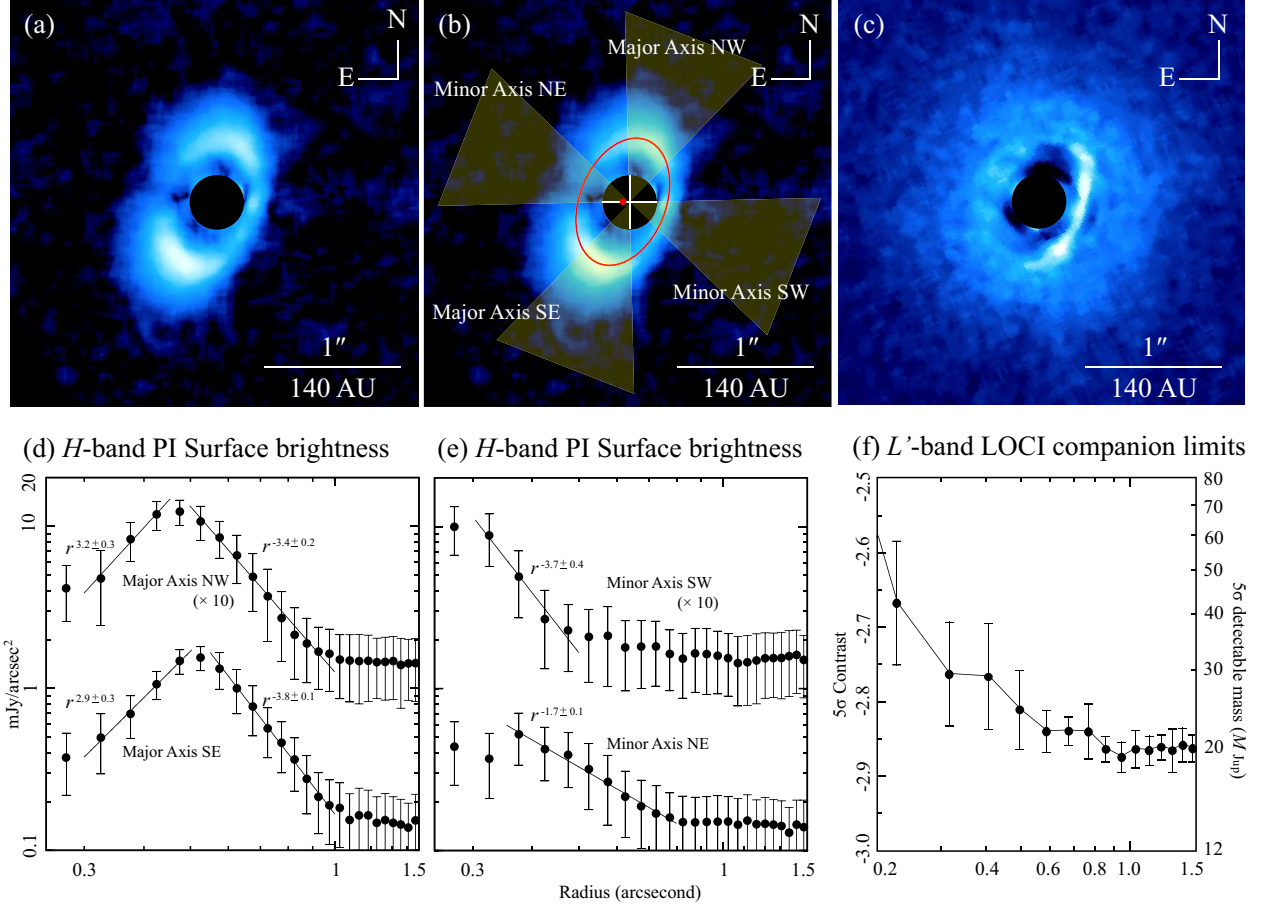 (a)
N
E
1″
140 AU
(b)
Major Axis NW
N
E
Minor Axis NE
Minor Axis SW
Major Axis SE
1″
140 AU
(c)
N
E
1″
140 AU
(d) H-band PI Surface brightness
20
10
1
0.1
mJy/arcsec²
r^3.2±0.3
r^-3.4±0.2
Major Axis NW
(× 10)
r^2.9±0.3
r^-3.8±0.1
Major Axis SE
0.3
1
1.5
(e) H-band PI Surface brightness
r^-3.7±0.4
Minor Axis SW
(× 10)
r^-1.7±0.1
Minor Axis NE
0.3
1
1.5
Radius (arcsecond)
(f) L’-band LOCI companion limits
-2.5
-2.6
-2.7
-2.8
-2.9
-3.0
5σ Contrast
80
70
60
50
40
30
20
12
5σ detectable mass (M Jup)
0.2
0.4
0.6
0.8
1.0
1.5